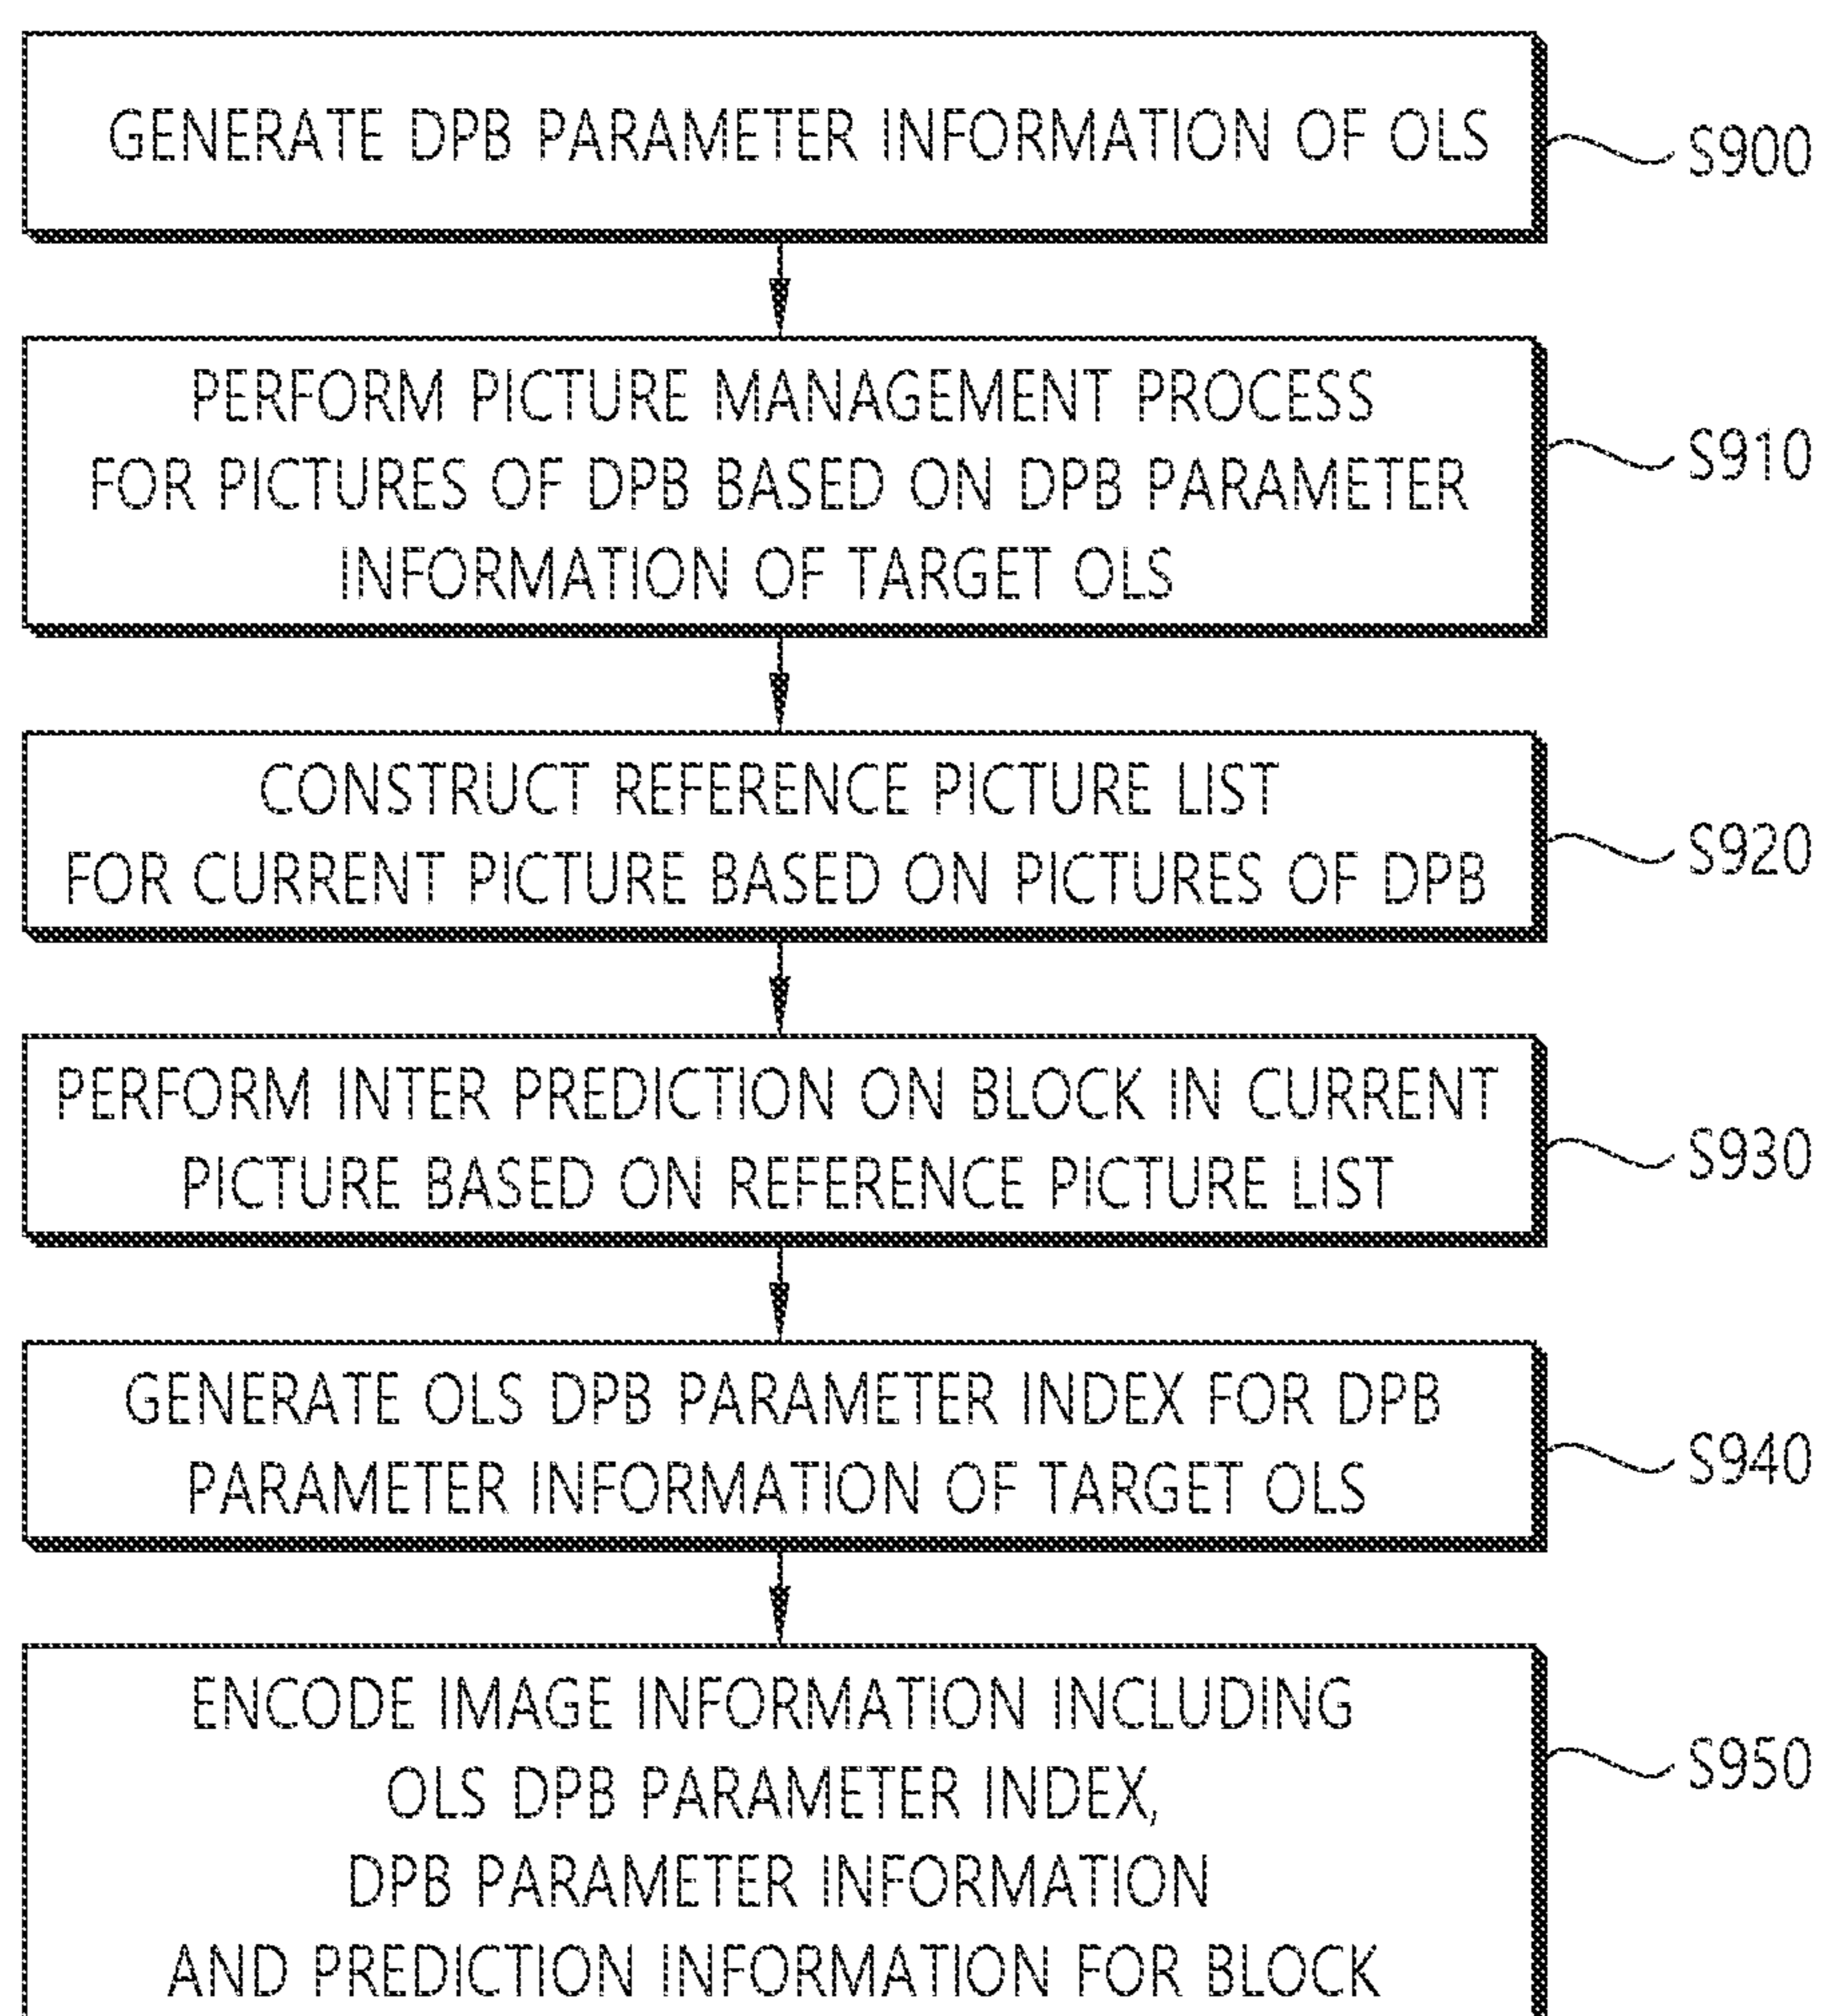 GENERATE DPB PARAMETER INFORMATION OF OLS
S900
PERFORM PICTURE MANAGEMENT PROCESS
FOR PICTURES OF DPB BASED ON DPB PARAMETER
INFORMATION OF TARGET OLS
S910
CONSTRUCT REFERENCE PICTURE LIST
FOR CURRENT PICTURE BASED ON PICTURES OF DPB
S920
PERFORM INTER PREDICTION ON BLOCK IN CURRENT
PICTURE BASED ON REFERENCE PICTURE LIST
S930
GENERATE OLS DPB PARAMETER INDEX FOR DPB
PARAMETER INFORMATION OF TARGET OLS
S940
ENCODE IMAGE INFORMATION INCLUDING
OLS DPB PARAMETER INDEX,
DPB PARAMETER INFORMATION
AND PREDICTION INFORMATION FOR BLOCK
S950